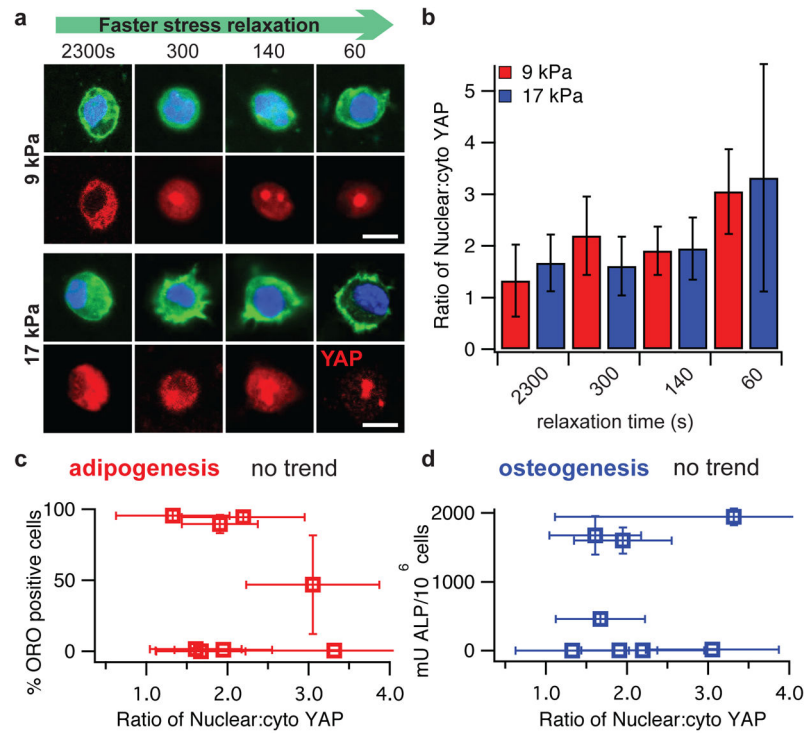 a
Faster stress relaxation
2300s 300 140 60
9 kPa
17 kPa
YAP
b
9 kPa
17 kPa
Ratio of Nuclear:cyto YAP
5
4
3
2
1
0
2300 300 140 60
relaxation time (s)
c adipogenesis no trend
% ORO positive cells
100
50
0
1.0 2.0 3.0 4.0
Ratio of Nuclear:cyto YAP
d osteogenesis no trend
mU ALP/10⁶ cells
2000
1000
0
1.0 2.0 3.0 4.0
Ratio of Nuclear:cyto YAP